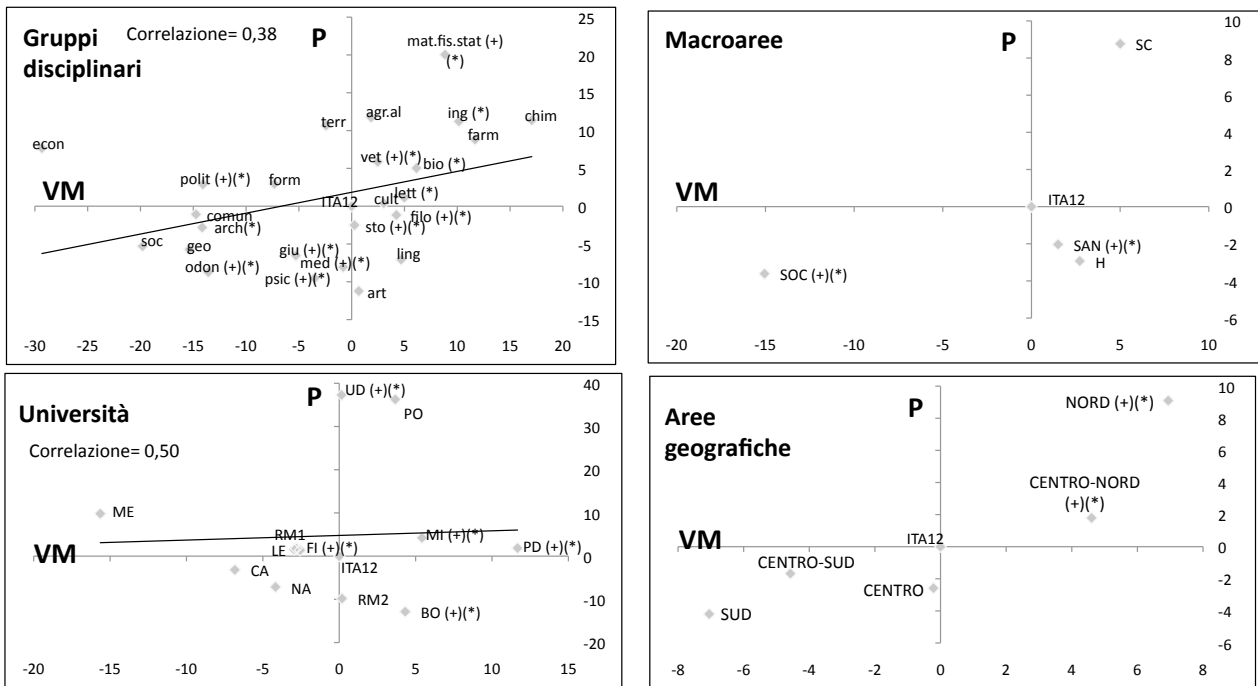 Gruppi
disciplinari
Correlazione= 0,38
P
25
20
15
10
5
0
-5
-10
-15
mat.fis.stat (+)
(*)
terr
agr.al
ing (*)
chim
farm
econ
vet (+)(*)
bio (*)
polit (+)(*)
form
VM
ITA12
cult
lett (*)
comun
filo (+)(*)
arch(*)
sto (+)(*)
soc
geo
giu (+)(*)
ling
odon (+)(*)
med (+)(*)
psic (+)(*)
art
-30 -25 -20 -15 -10 -5 0 5 10 15 20
Macroaree
P
10
8
6
4
2
0
-2
-4
-6
SC
VM
ITA12
SAN (+)(*)
H
SOC (+)(*)
-20 -15 -10 -5 0 5 10
Università
Correlazione= 0,50
P
40
30
20
10
0
-10
-20
UD (+)(*)
PO
ME
RM1
MI (+)(*)
VM
LE
FI (+)(*)
PD (+)(*)
ITA12
CA
NA
RM2
BO (+)(*)
-20 -15 -10 -5 0 5 10 15
Aree
geografiche
P
10
8
6
4
2
0
-2
-4
-6
NORD (+)(*)
CENTRO-NORD
(+)(*)
VM
ITA12
CENTRO-SUD
CENTRO
SUD
-8 -6 -4 -2 0 2 4 6 8